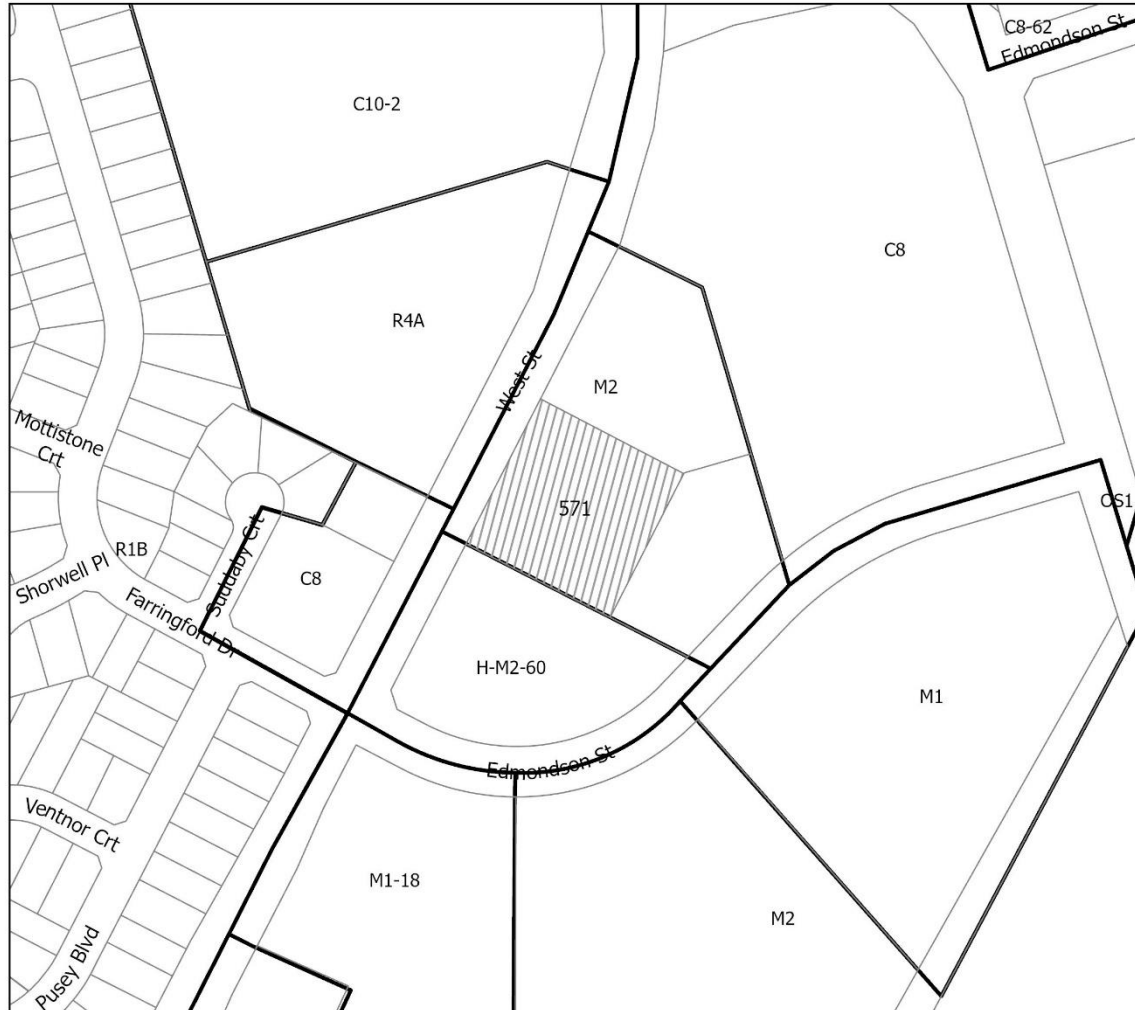 C8-62
Edmondson St
C10-2
C8
R4A
West St
M2
Mottistone
Crt
571
OS1
R1B
Suddaby Crt
C8
Shorwell Pl
Farringford Dr
H-M2-60
M1
Edmondson St
Ventnor Crt
M1-18
M2
Pusey Blvd